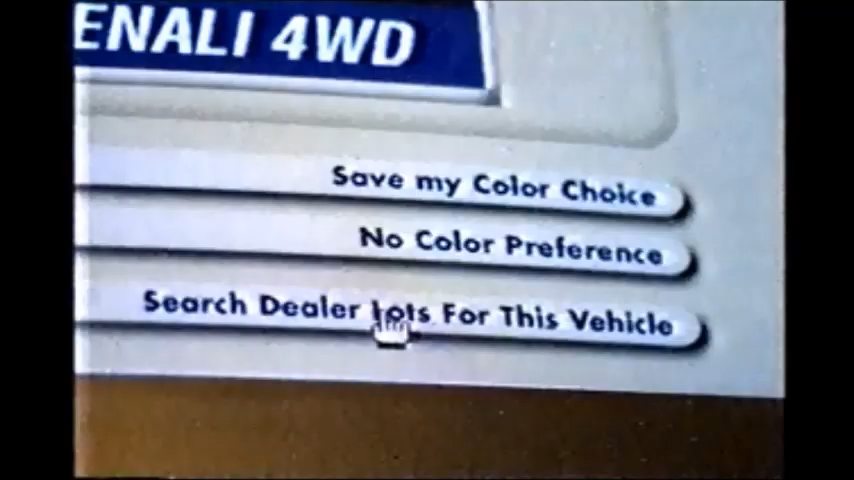 ENALI 4WD
Save my Color Choice
No Color Preference
Search Dealer Lots For This Vehicle